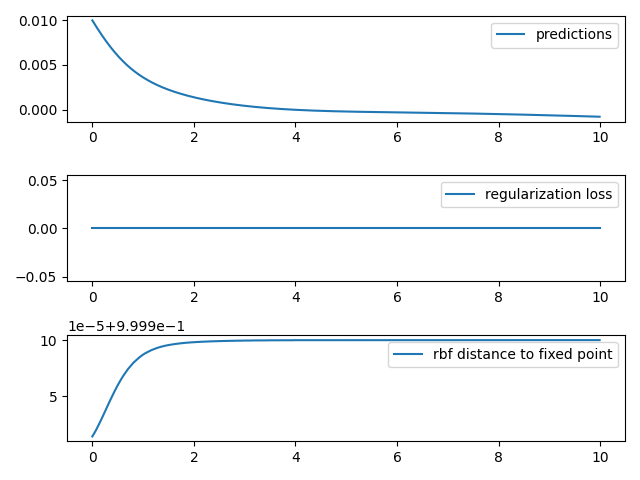 0.010
predictions
0.005
0.000
0 2 4 6 8 10
0.05
regularization loss
0.00
−0.05
0 2 4 6 8 10
1e−5+9.999e−1
10
rbf distance to fixed point
5
0 2 4 6 8 10